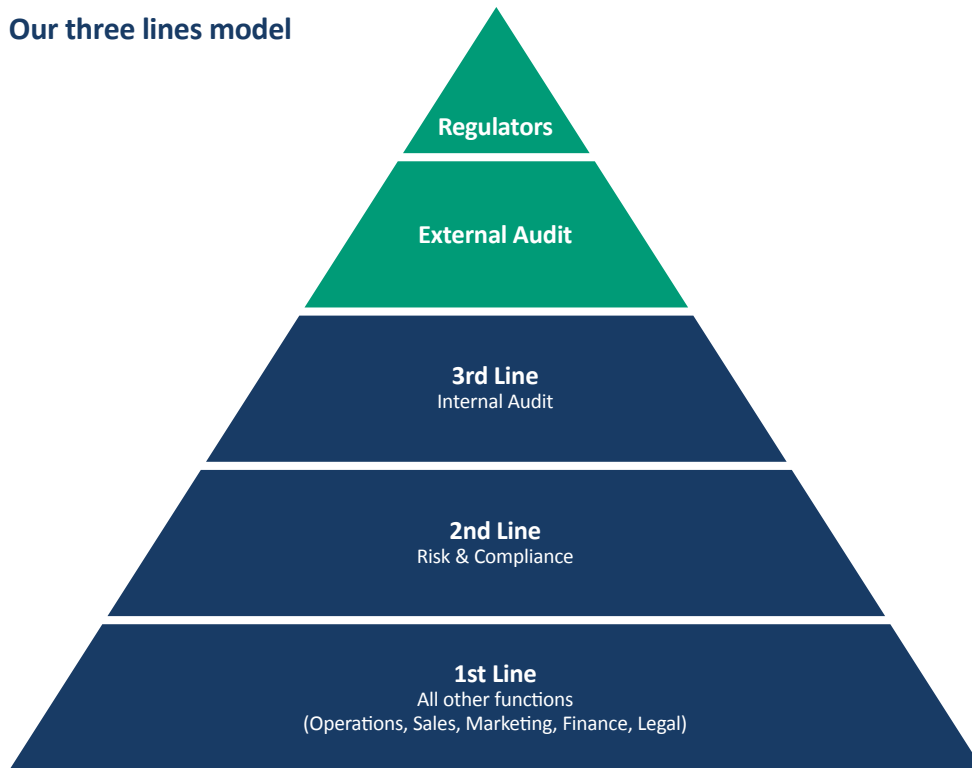 Our three lines model
Regulators
External Audit
3rd Line
Internal Audit
2nd Line
Risk & Compliance
1st Line
All other functions
(Operations, Sales, Marketing, Finance, Legal)